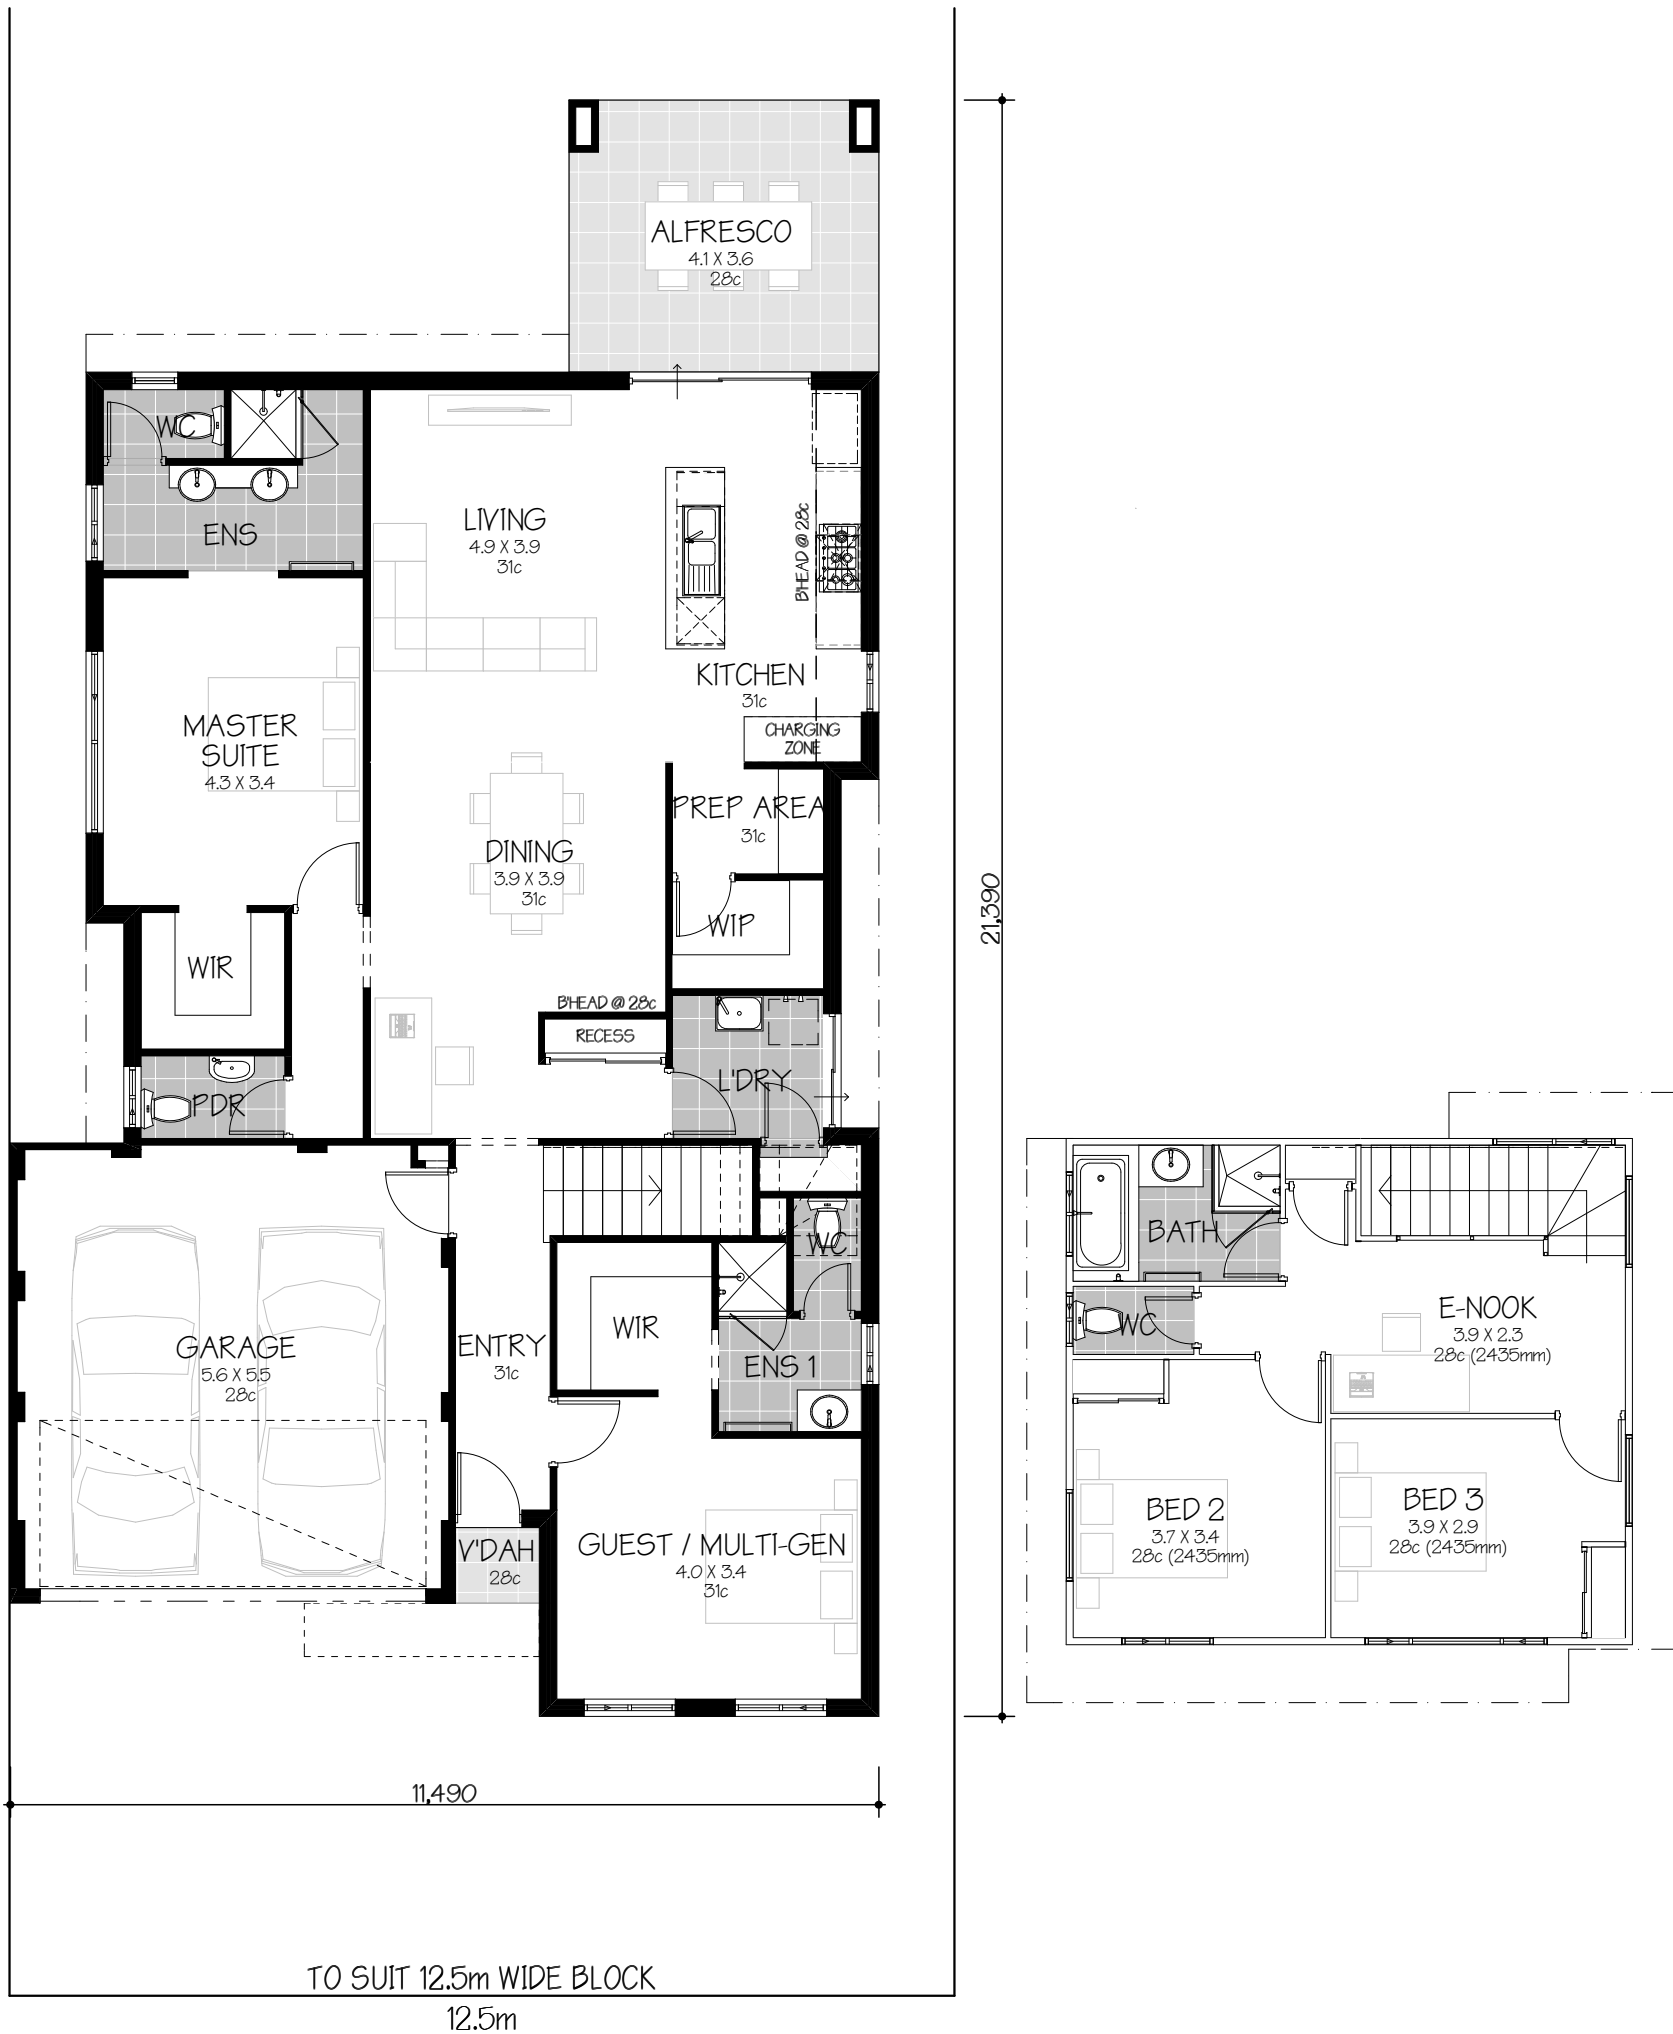 ALFRESCO
4.1 X 3.6
28c
WC
ENS
LIVING
4.9 X 3.9
31c
B'HEAD @ 28c
KITCHEN
31c
CHARGING
ZONE
MASTER
SUITE
4.3 X 3.4
PREP AREA
31c
DINING
3.9 X 3.9
31c
WIP
WIR
B'HEAD @ 28c
RECESS
L'DRY
PDR
21,390
WC
GARAGE
5.6 X 5.5
28c
ENTRY
31c
WIR
ENS 1
V'DAH
28c
GUEST / MULTI-GEN
4.0 X 3.4
31c
BATH
WC
E-NOOK
3.9 X 2.3
28c (2435mm)
BED 2
3.7 X 3.4
28c (2435mm)
BED 3
3.9 X 2.9
28c (2435mm)
11,490
TO SUIT 12.5m WIDE BLOCK
12.5m